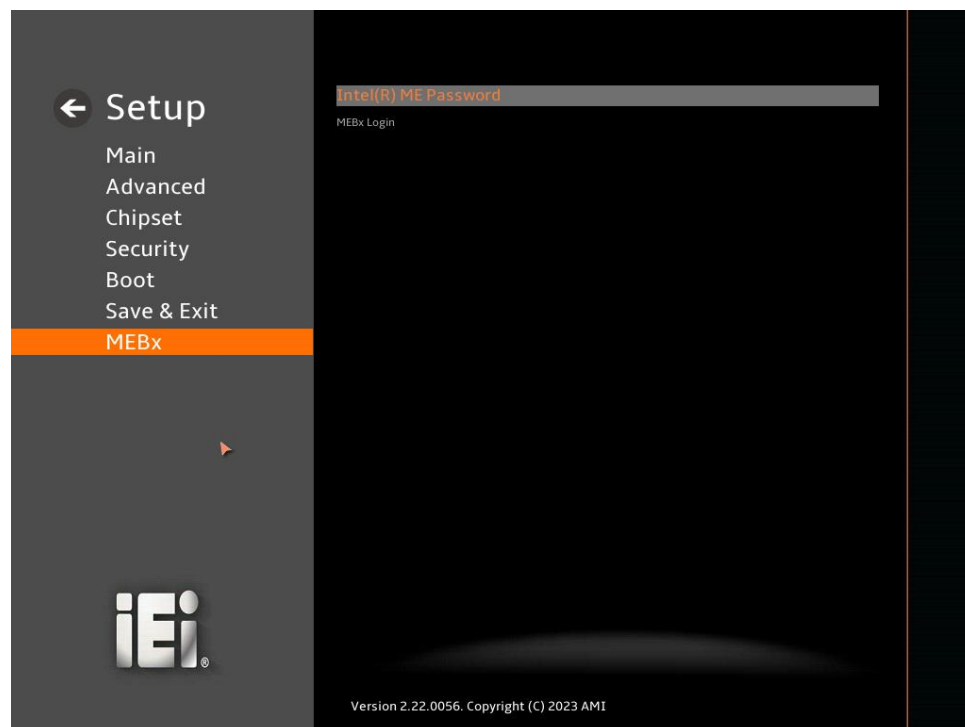 Setup
Main
Advanced
Chipset
Security
Boot
Save & Exit
MEBx
iEi®
Intel(R) ME Password
MEBx Login
Version 2.22.0056. Copyright (C) 2023 AMI